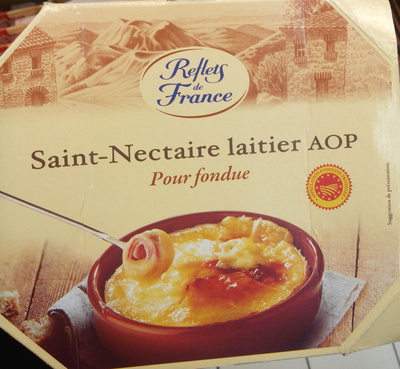 Reflets
de
France
Saint-Nectaire laitier AOP
Pour fondue
Suggestion de présentation